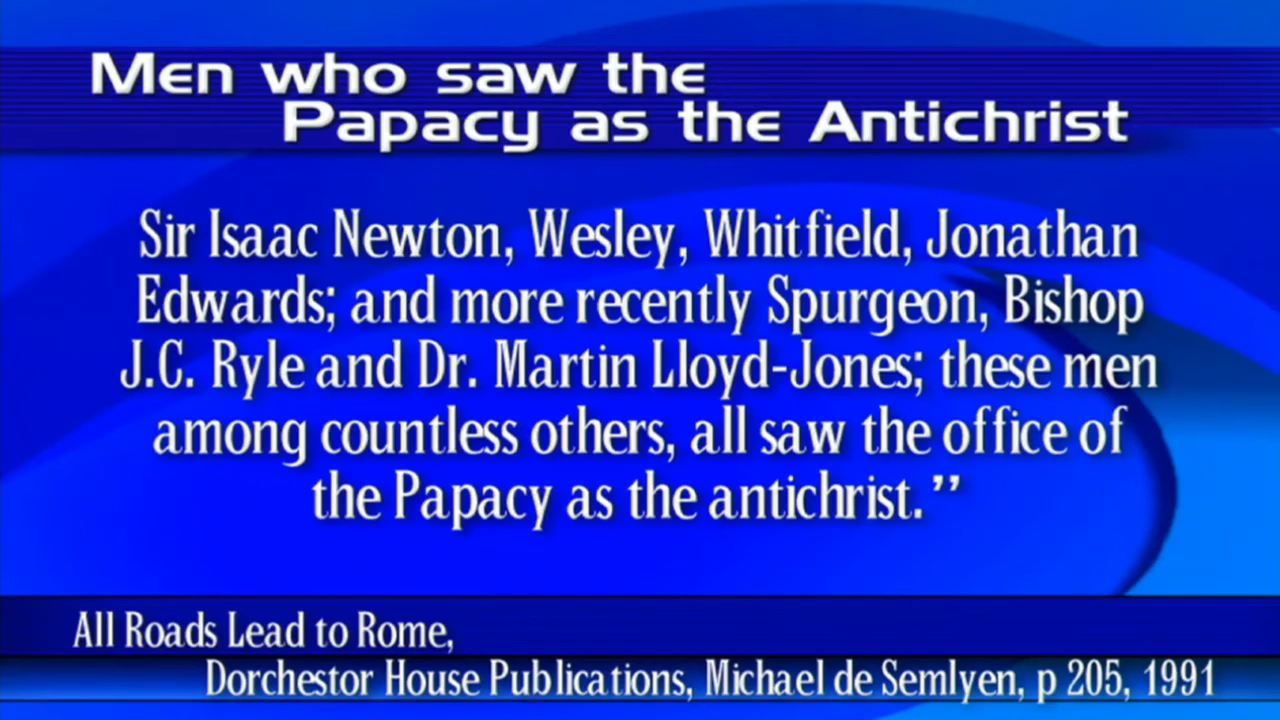 Men who saw the
Papacy as the Antichrist
Sir Isaac Newton, Wesley, Whitfield, Jonathan
Edwards; and more recently Spurgeon, Bishop
J.C. Ryle and Dr. Martin Lloyd-Jones; these men
among countless others, all saw the office of
the Papacy as the antichrist.”
All Roads Lead to Rome,
Dorchestor House Publications, Michael de Semlyen, p 205, 1991